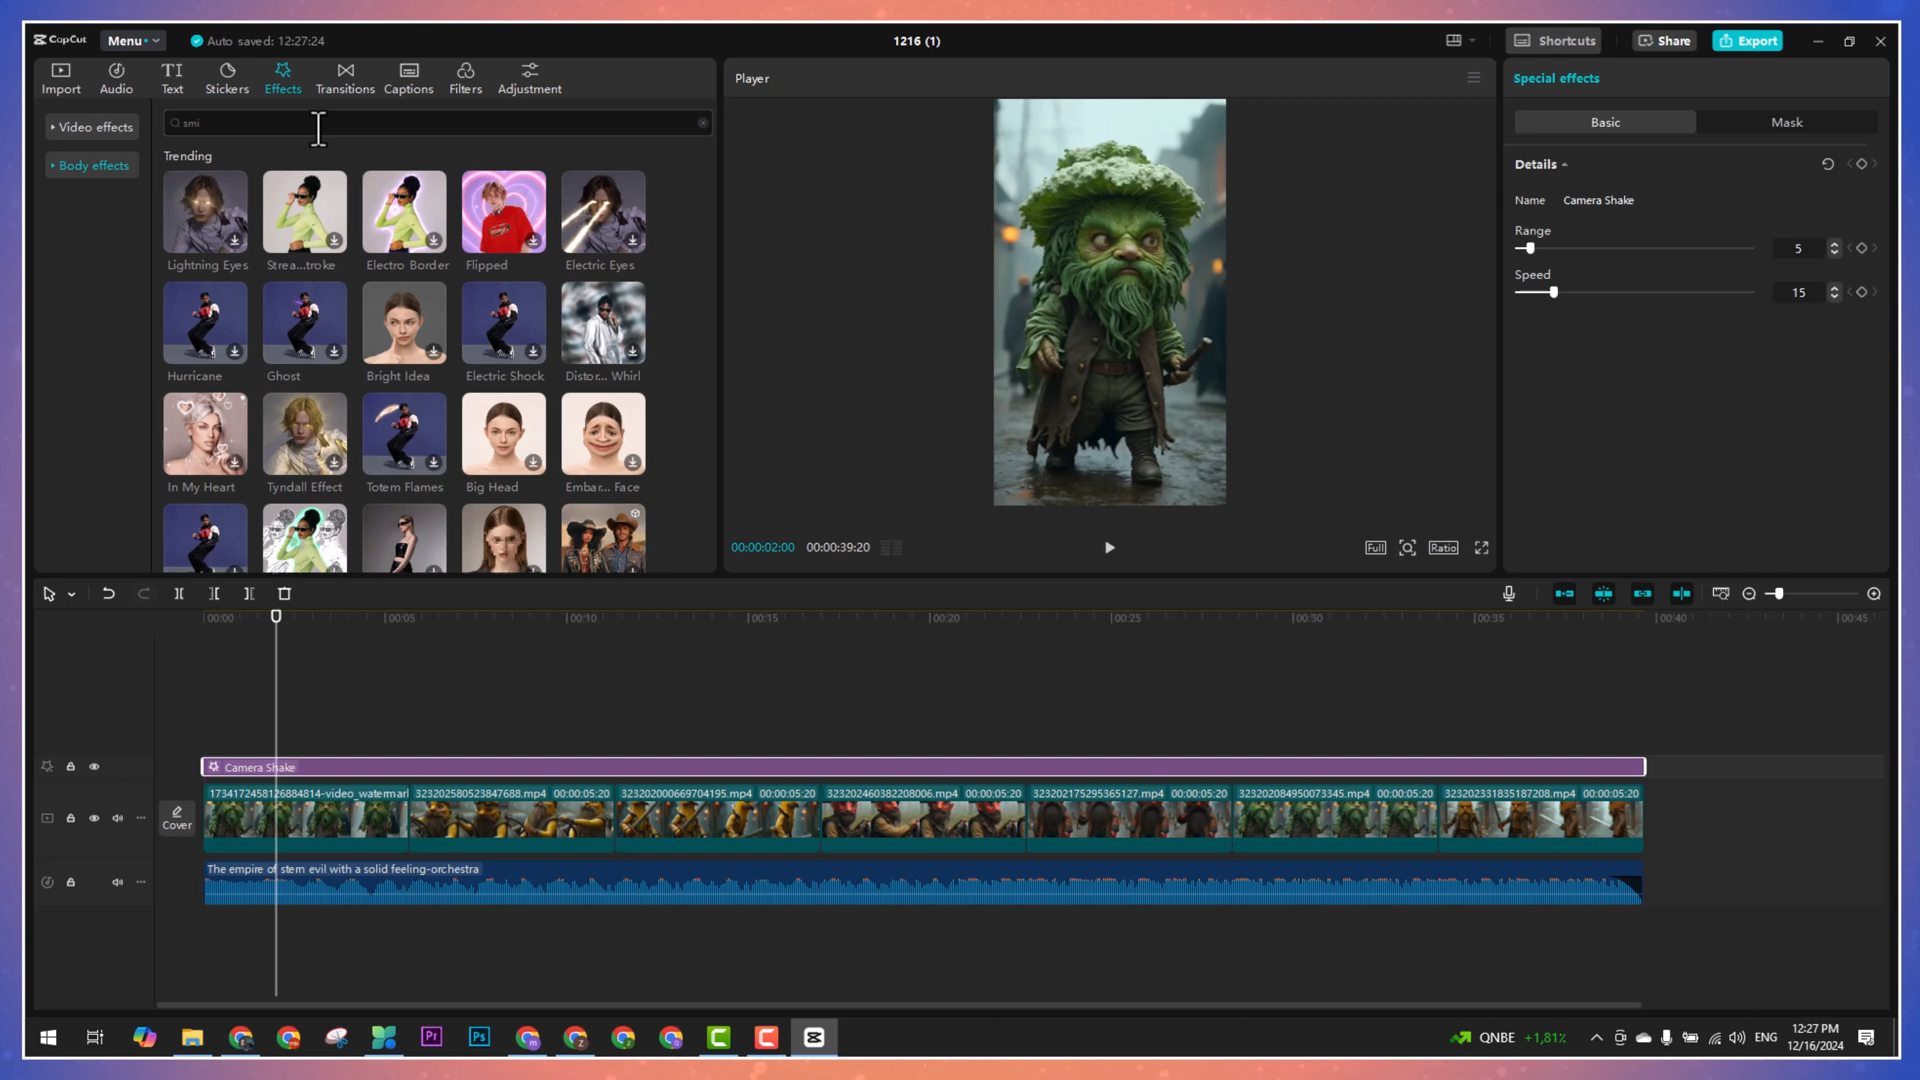 CapCut
Menu
Auto saved: 12:27:24
1216 (1)
Shortcuts
Share
Export
Import
Audio
Text
Stickers
Effects
Transitions
Captions
Filters
Adjustment
Video effects
Body effects
smi
Trending
Lightning Eyes
Strea...troke
Electro Border
Flipped
Electric Eyes
Hurricane
Ghost
Bright Idea
Electric Shock
Distor... Whirl
In My Heart
Tyndall Effect
Totem Flames
Big Head
Embar... Face
Player
00:00:02:00
00:00:39:20
Full
Ratio
Special effects
Basic
Mask
Details
Name Camera Shake
Range
5
Speed
15
00:00
00:05
00:10
00:15
00:20
00:25
00:30
00:35
00:40
00:45
Camera Shake
Cover
1734172458126884814-video_watermarl
323202580523847688.mp4 00:00:05:20
323202000669704195.mp4 00:00:05:20
323202460382208006.mp4 00:00:05:20
323202175295365127.mp4 00:00:05:20
323202084950073345.mp4 00:00:05:20
323202331835187208.mp4 00:00:05:20
The empire of stem evil with a solid feeling-orchestra
Pr
Ps
QNBE +1,81%
ENG
12:27 PM
12/16/2024